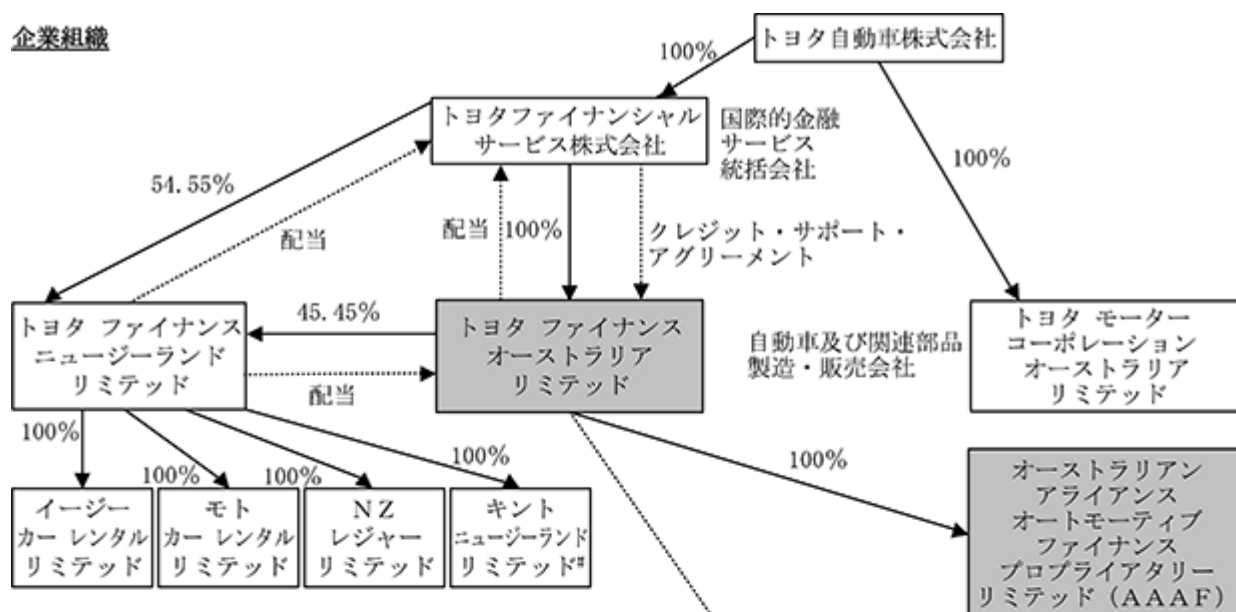 企業組織
トヨタ自動車株式会社
100%
トヨタファイナンシャル
サービス株式会社
国際的金融
サービス
統括会社
100%
54.55%
配当
配当
100%
クレジット・サポート・
アグリーメント
トヨタ ファイナンス
ニュージーランド
リミテッド
45.45%
配当
トヨタ ファイナンス
オーストラリア
リミテッド
自動車及び関連部品
製造・販売会社
トヨタ モーター
コーポレーション
オーストラリア
リミテッド
100%
100%
100%
100%
100%
イージー
カー レンタル
リミテッド
モト
カー レンタル
リミテッド
ＮＺ
レジャー
リミテッド
キント
ニュージーランド
リミテッド#
オーストラリアン
アライアンス
オートモーティブ
ファイナンス
プロプライアタリー
リミテッド（ＡＡＡＦ）